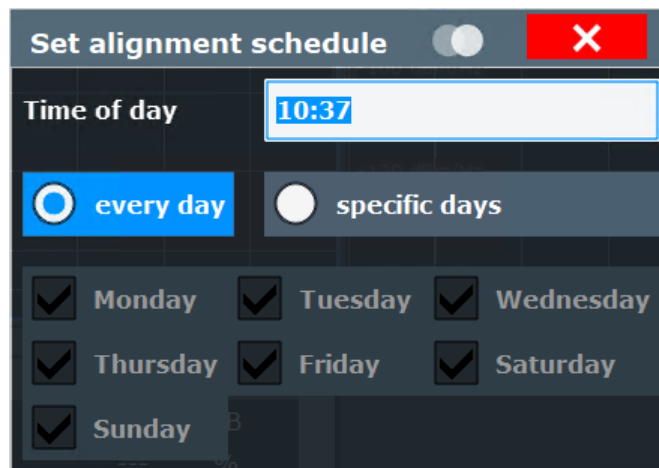 Set alignment schedule
Time of day 10:37
every day specific days
Monday Tuesday Wednesday
Thursday Friday Saturday
Sunday B
--- %